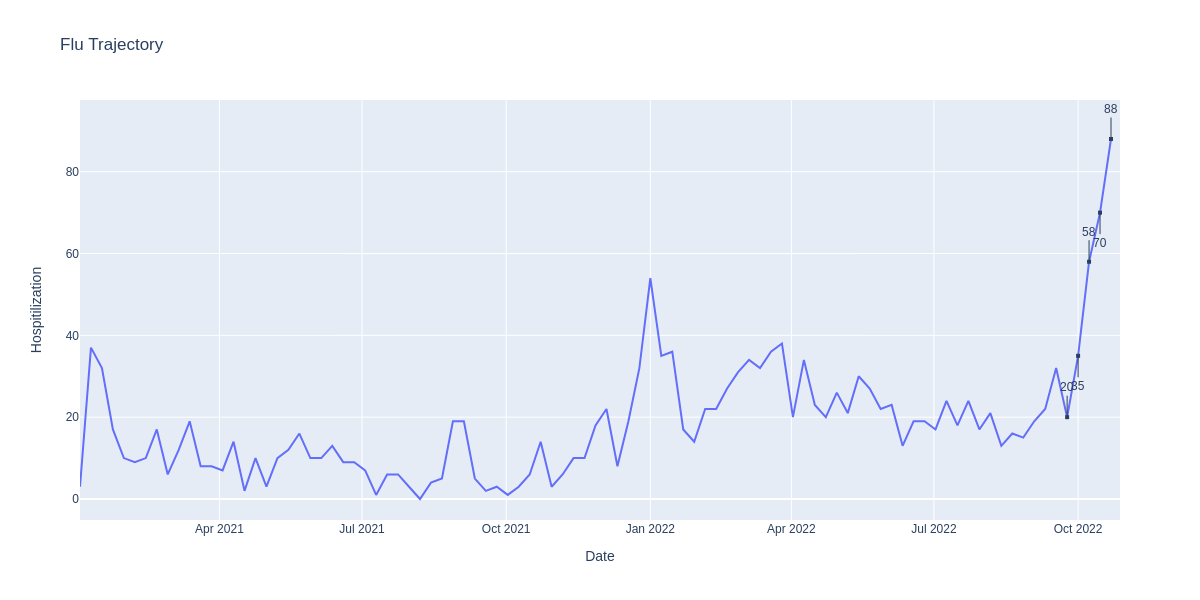 Flu Trajectory
Hospitilization
80
60
40
20
0
88
58
70
20
35
Apr 2021
Jul 2021
Oct 2021
Jan 2022
Apr 2022
Jul 2022
Oct 2022
Date